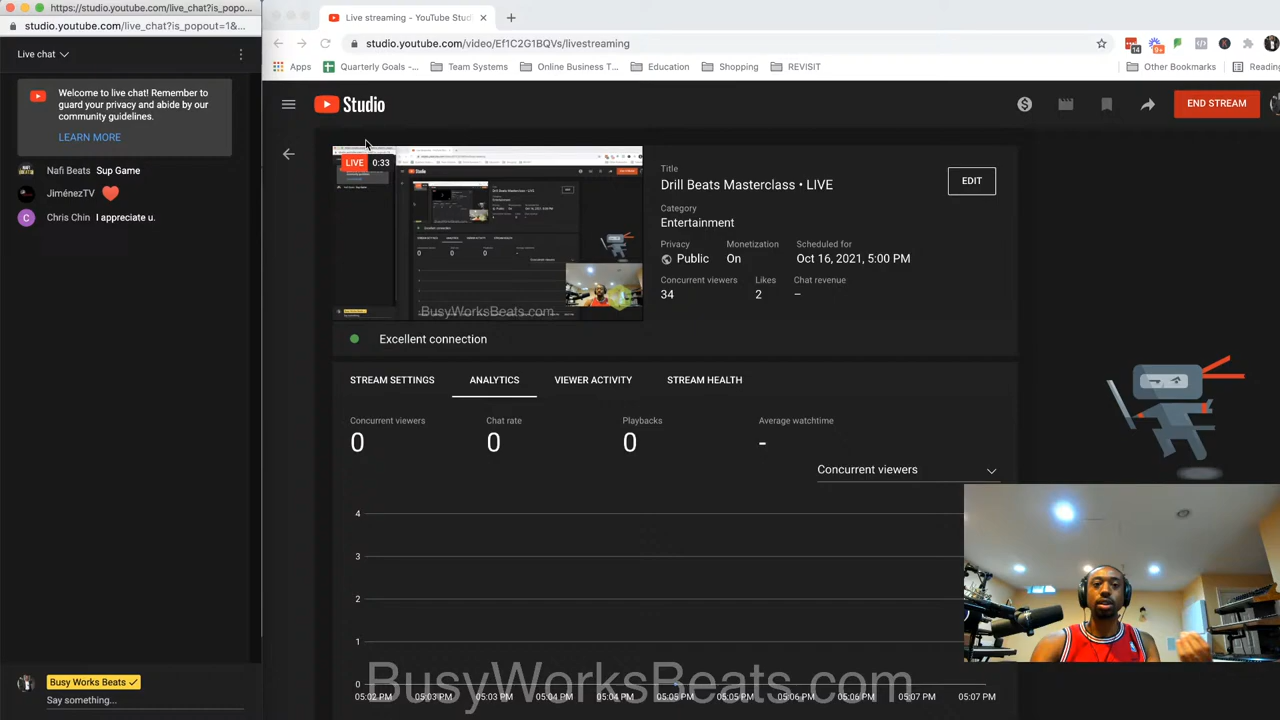 https://studio.youtube.com/live_chat?is_popo...
studio.youtube.com/live_chat?is_popout=1&...
Live chat
Welcome to live chat! Remember to
guard your privacy and abide by our
community guidelines.
LEARN MORE
Nafi Beats Sup Game
JiménezTV
C Chris Chin I appreciate u.
Busy Works Beats
Say something...
Live streaming - YouTube Stud
studio.youtube.com/video/Ef1C2G1BQVs/livestreaming
14
9+
Apps
Quarterly Goals -...
Team Systems
Online Business T...
Education
Shopping
REVISIT
Other Bookmarks
Reading
Studio
END STREAM
LIVE 0:33
BusyWorksBeats.com
Title
Drill Beats Masterclass • LIVE
EDIT
Category
Entertainment
Privacy Monetization Scheduled for
Public On Oct 16, 2021, 5:00 PM
Concurrent viewers Likes Chat revenue
34 2 –
Excellent connection
STREAM SETTINGS ANALYTICS VIEWER ACTIVITY STREAM HEALTH
Concurrent viewers Chat rate Playbacks Average watchtime
0 0 0 -
Concurrent viewers
4
3
2
1
0
05:02 PM 05:03 PM 05:03 PM 05:04 PM 05:04 PM 05:05 PM 05:06 PM 05:06 PM 05:07 PM 05:07 PM
BusyWorksBeats.com